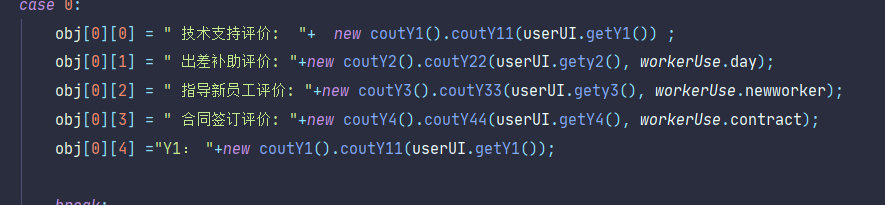 case 0:
obj[0][0] = " 技术支持评价:  "+  new coutY1().coutY11(userUI.getY1()) ;
obj[0][1] = " 出差补助评价: "+new coutY2().coutY22(userUI.gety2(), workerUse.day);
obj[0][2] = " 指导新员工评价: "+new coutY3().coutY33(userUI.gety3(), workerUse.newworker);
obj[0][3] = " 合同签订评价: "+new coutY4().coutY44(userUI.getY4(), workerUse.contract);
obj[0][4] ="Y1： "+new coutY1().coutY11(userUI.getY1());
break;